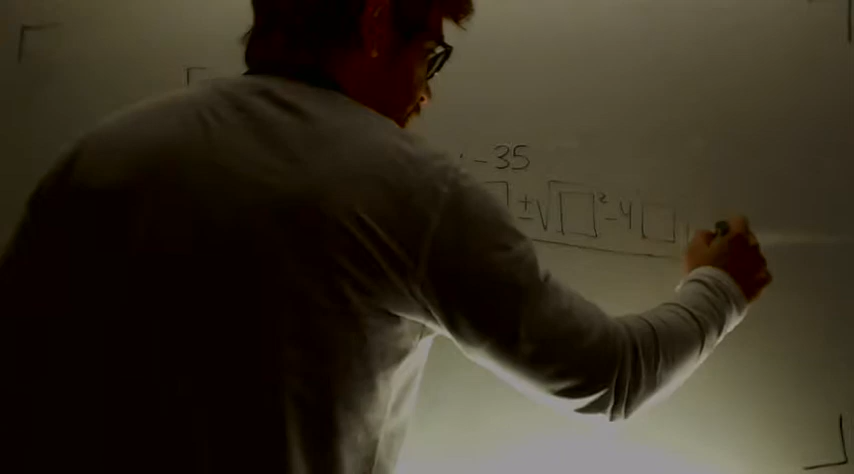 -35
□ ± √□² - 4 □